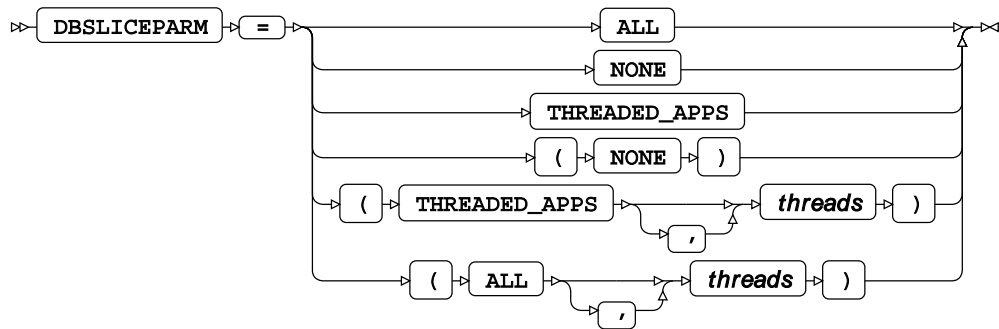 DBSLICEPARM = ALL
NONE
THREADED_APPS
( NONE )
( THREADED_APPS , threads )
( ALL , threads )